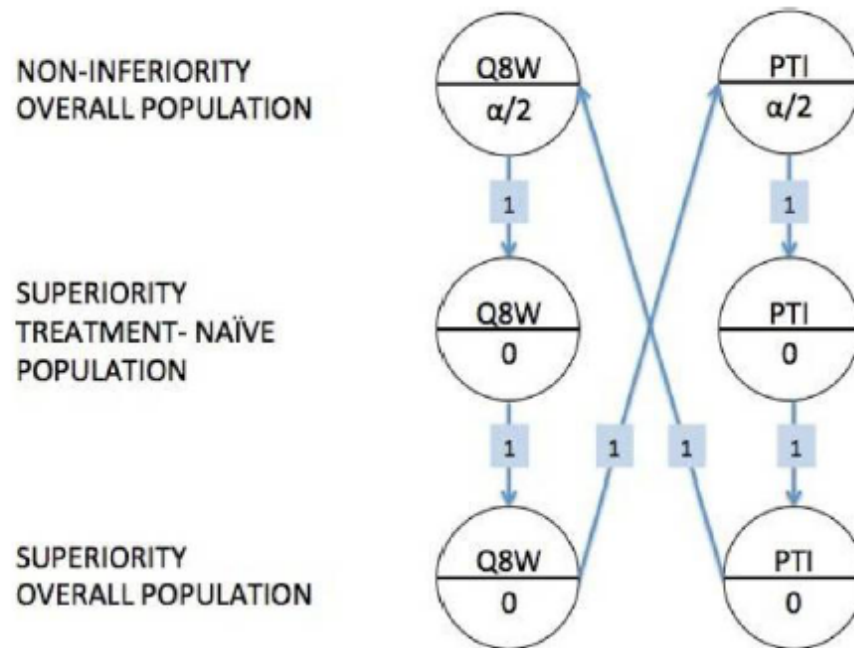 NON-INFERIORITY
OVERALL POPULATION
Q8W
α/2
PTI
α/2
1
1
SUPERIORITY
TREATMENT- NAÏVE
POPULATION
Q8W
0
PTI
0
1
1
1
1
SUPERIORITY
OVERALL POPULATION
Q8W
0
PTI
0